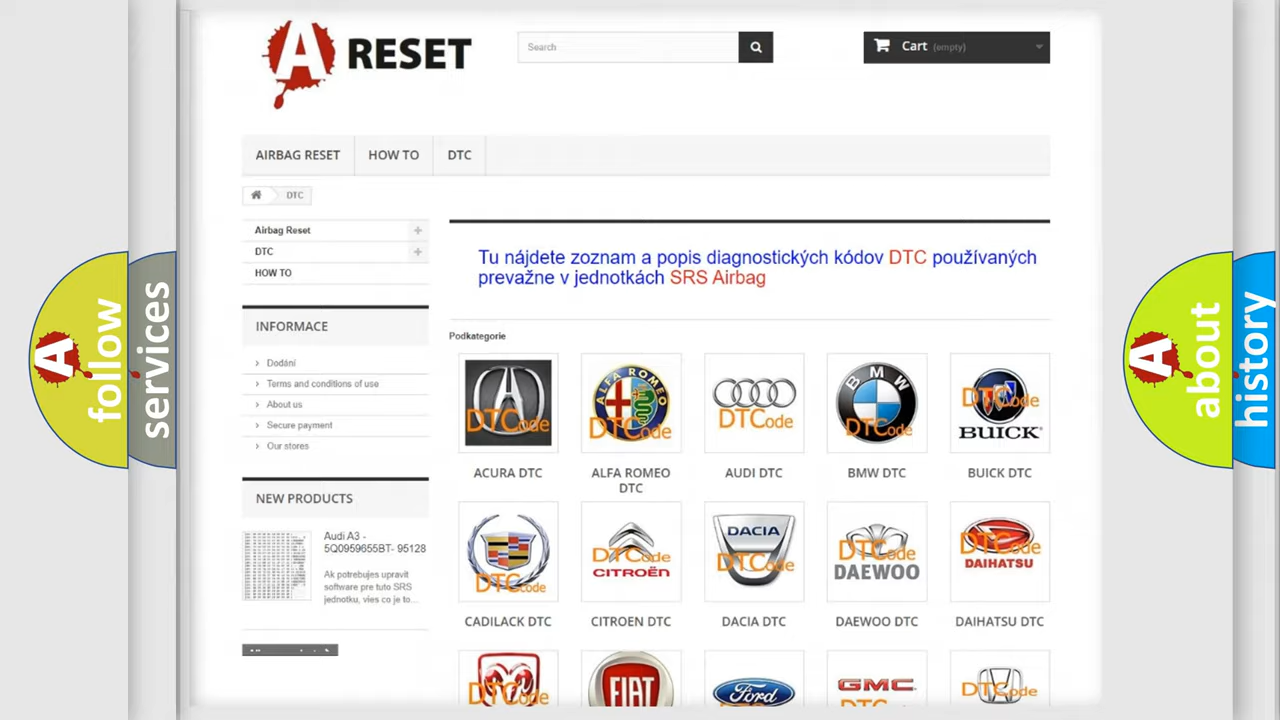 A RESET
Search
Cart (empty)
AIRBAG RESET
HOW TO
DTC
DTC
Airbag Reset
DTC
HOW TO
INFORMACE
Dodání
Terms and conditions of use
About us
Secure payment
Our stores
NEW PRODUCTS
Audi A3 -
5Q0959655BT- 95128
Ak potrebujes upravit
software pre tuto SRS
jednotku, vies co je to...
Tu nájdete zoznam a popis diagnostických kódov DTC používaných
prevažne v jednotkách SRS Airbag
Podkategorie
DTCode
ALFA ROMEO
DTCode
DTCode
BMW
DTCode
DTCode
BUICK
ACURA DTC
ALFA ROMEO
DTC
AUDI DTC
BMW DTC
BUICK DTC
DTCode
DTCode
CITROËN
DACIA
DTCode
DTCode
DAEWOO
DTCode
DAIHATSU
CADILACK DTC
CITROEN DTC
DACIA DTC
DAEWOO DTC
DAIHATSU DTC
DTCode
FIAT
Ford
GMC
DTCode
A follow
services
A about
history